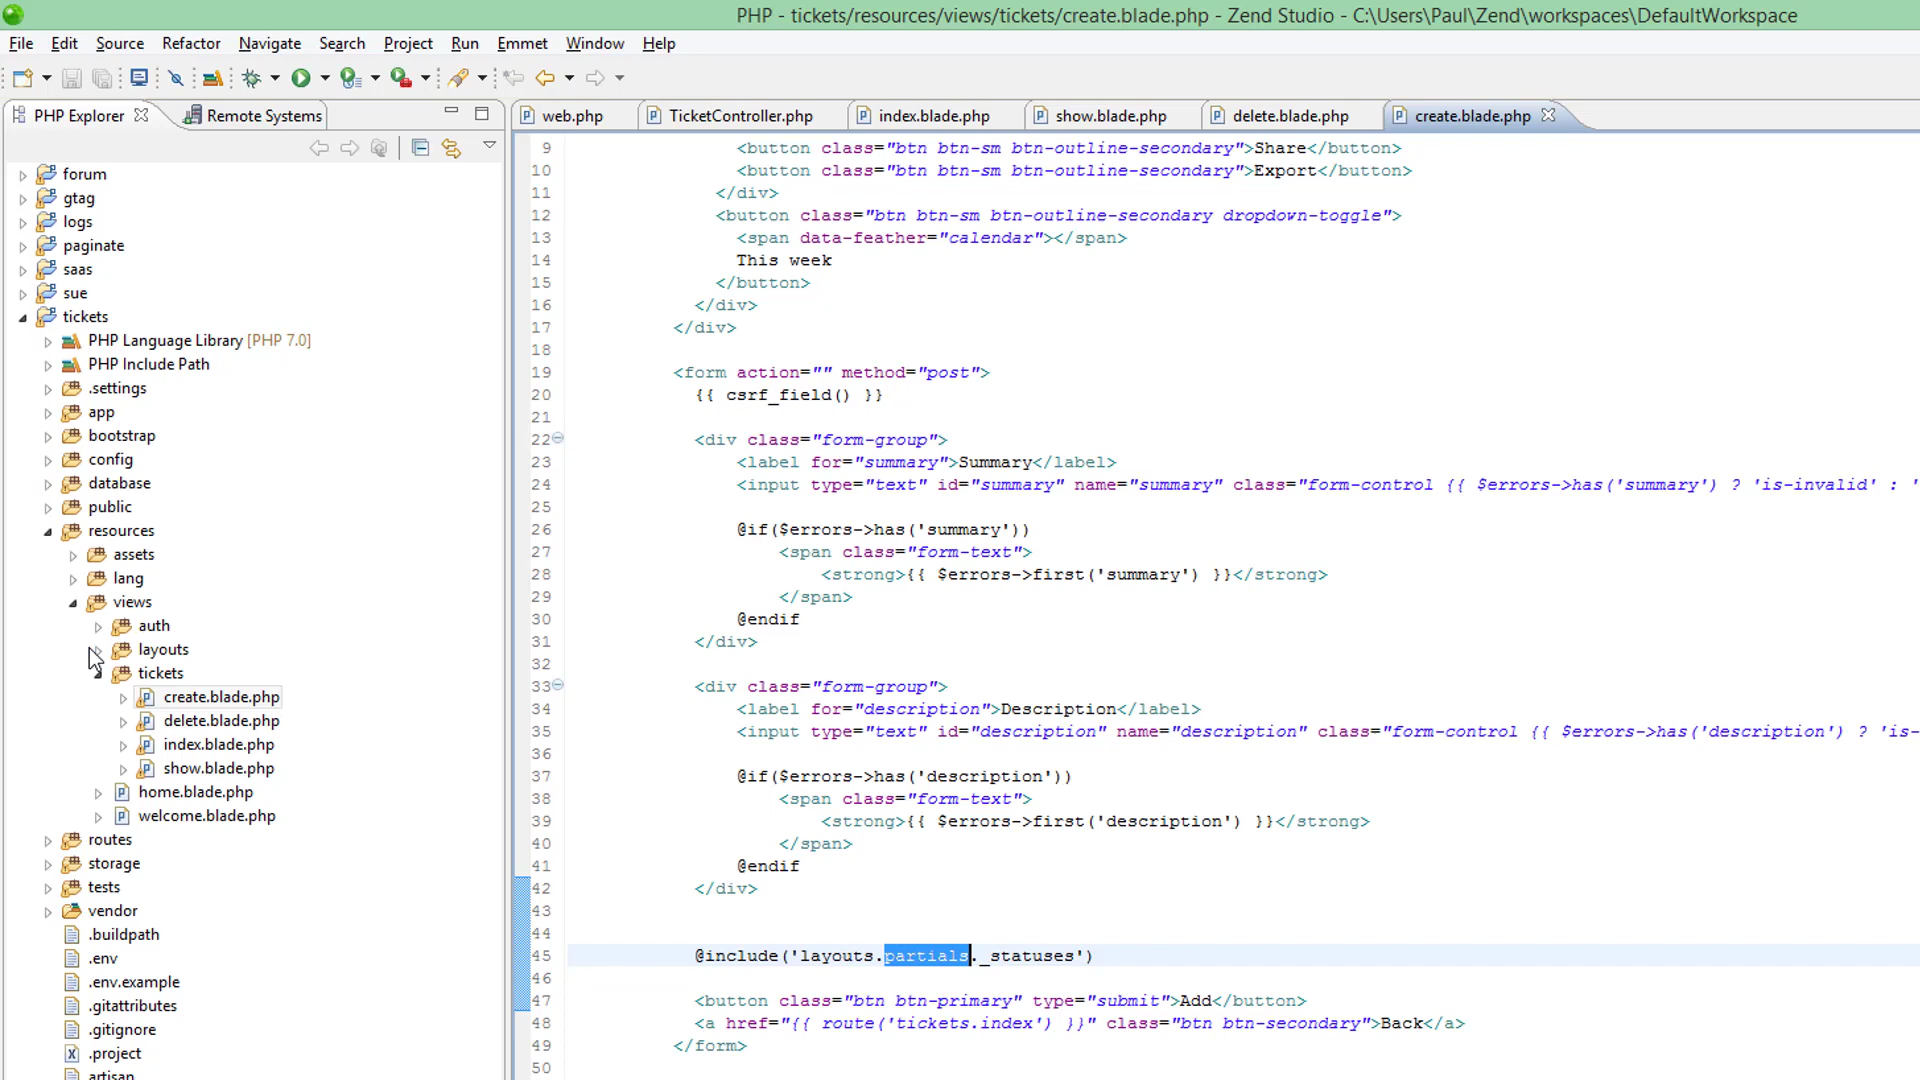 PHP - tickets/resources/views/tickets/create.blade.php - Zend Studio - C:\Users\Paul\Zend\workspaces\DefaultWorkspace
File Edit Source Refactor Navigate Search Project Run Emmet Window Help
PHP Explorer Remote Systems
web.php TicketController.php index.blade.php show.blade.php delete.blade.php create.blade.php
forum
gtag
logs
paginate
saas
sue
tickets
PHP Language Library [PHP 7.0]
PHP Include Path
.settings
app
bootstrap
config
database
public
resources
assets
lang
views
auth
layouts
tickets
create.blade.php
delete.blade.php
index.blade.php
show.blade.php
home.blade.php
welcome.blade.php
routes
storage
tests
vendor
.buildpath
.env
.env.example
.gitattributes
.gitignore
.project
artisan
9 <button class="btn btn-sm btn-outline-secondary">Share</button>
10 <button class="btn btn-sm btn-outline-secondary">Export</button>
11 </div>
12 <button class="btn btn-sm btn-outline-secondary dropdown-toggle">
13 <span data-feather="calendar"></span>
14 This week
15 </button>
16 </div>
17 </div>
18
19 <form action="" method="post">
20 {{ csrf_field() }}
21
22 <div class="form-group">
23 <label for="summary">Summary</label>
24 <input type="text" id="summary" name="summary" class="form-control {{ $errors->has('summary') ? 'is-invalid' : '
25
26 @if($errors->has('summary'))
27 <span class="form-text">
28 <strong>{{ $errors->first('summary') }}</strong>
29 </span>
30 @endif
31 </div>
32
33 <div class="form-group">
34 <label for="description">Description</label>
35 <input type="text" id="description" name="description" class="form-control {{ $errors->has('description') ? 'is-
36
37 @if($errors->has('description'))
38 <span class="form-text">
39 <strong>{{ $errors->first('description') }}</strong>
40 </span>
41 @endif
42 </div>
43
44
45 @include('layouts.partials._statuses')
46
47 <button class="btn btn-primary" type="submit">Add</button>
48 <a href="{{ route('tickets.index') }}" class="btn btn-secondary">Back</a>
49 </form>
50